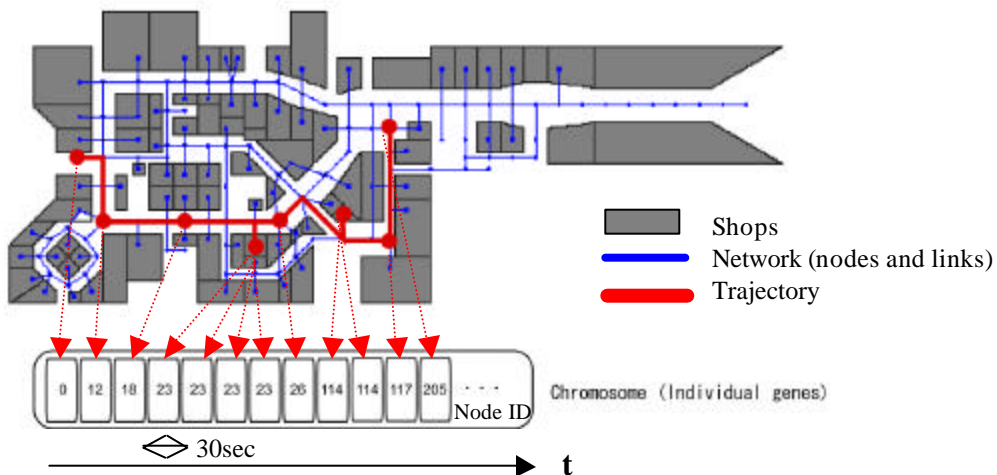 Shops
Network (nodes and links)
Trajectory
0 12 18 23 23 23 23 26 114 114 117 205 . . .
Node ID
Chromosome (Individual genes)
30sec
t